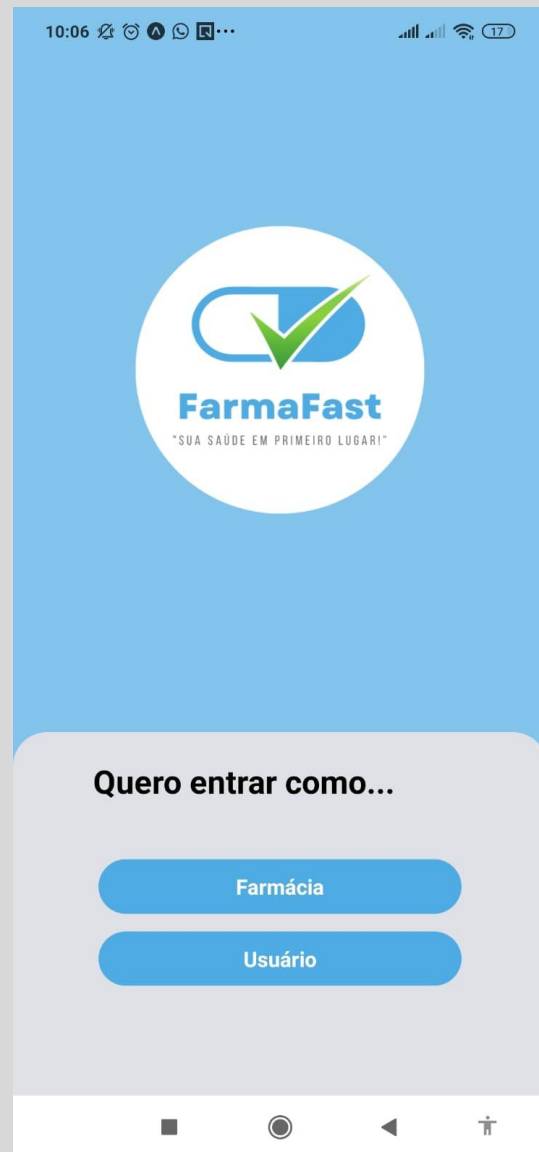 10:06
17
FarmaFast
"SUA SAÚDE EM PRIMEIRO LUGAR!"
Quero entrar como...
Farmácia
Usuário